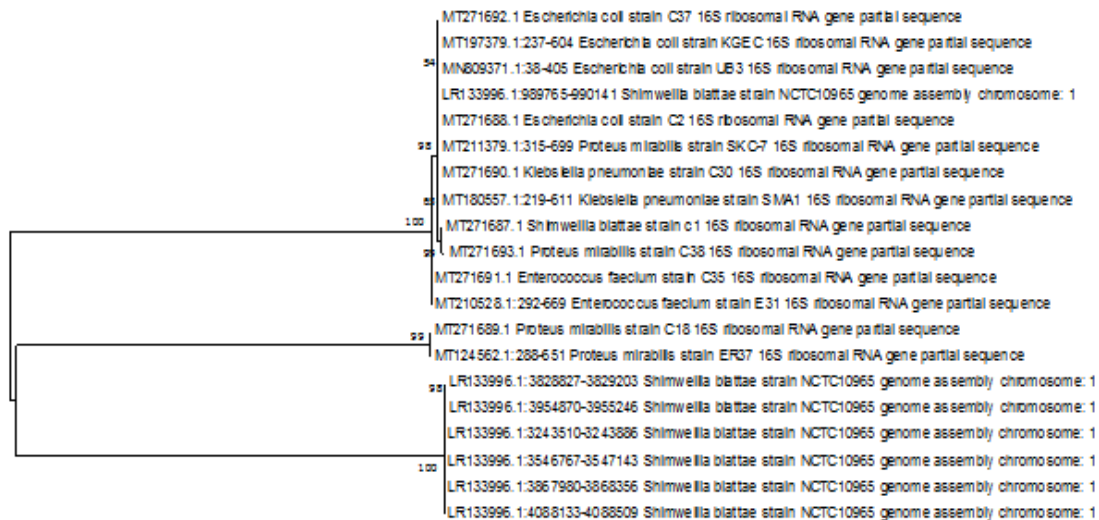 MT271692.1 Escherichia coli strain C37 16S ribosomal RNA gene partial sequence
MT197379.1:237-604 Escherichia coli strain KGEC 16S ribosomal RNA gene partial sequence
MN809371.1:38-405 Escherichia coli strain UB3 16S ribosomal RNA gene partial sequence
LR133996.1:989765-990141 Shimwellia blattae strain NCTC10965 genome assembly chromosome: 1
MT271688.1 Escherichia coli strain C2 16S ribosomal RNA gene partial sequence
98 MT211379.1:315-699 Proteus mirabilis strain SKC-7 16S ribosomal RNA gene partial sequence
MT271690.1 Klebsiella pneumoniae strain C30 16S ribosomal RNA gene partial sequence
MT180557.1:219-611 Klebsiella pneumoniae strain SMA1 16S ribosomal RNA gene partial sequence
100 MT271687.1 Shimwellia blattae strain c1 16S ribosomal RNA gene partial sequence
MT271693.1 Proteus mirabilis strain C38 16S ribosomal RNA gene partial sequence
MT271691.1 Enterococcus faecium strain C35 16S ribosomal RNA gene partial sequence
MT210528.1:292-669 Enterococcus faecium strain E31 16S ribosomal RNA gene partial sequence
99 MT271689.1 Proteus mirabilis strain C18 16S ribosomal RNA gene partial sequence
MT124562.1:288-651 Proteus mirabilis strain ER37 16S ribosomal RNA gene partial sequence
98 LR133996.1:3828827-3829203 Shimwellia blattae strain NCTC10965 genome assembly chromosome: 1
LR133996.1:3954870-3955246 Shimwellia blattae strain NCTC10965 genome assembly chromosome: 1
LR133996.1:3243510-3243886 Shimwellia blattae strain NCTC10965 genome assembly chromosome: 1
100 LR133996.1:3546767-3547143 Shimwellia blattae strain NCTC10965 genome assembly chromosome: 1
LR133996.1:3867980-3868356 Shimwellia blattae strain NCTC10965 genome assembly chromosome: 1
LR133996.1:4088133-4088509 Shimwellia blattae strain NCTC10965 genome assembly chromosome: 1